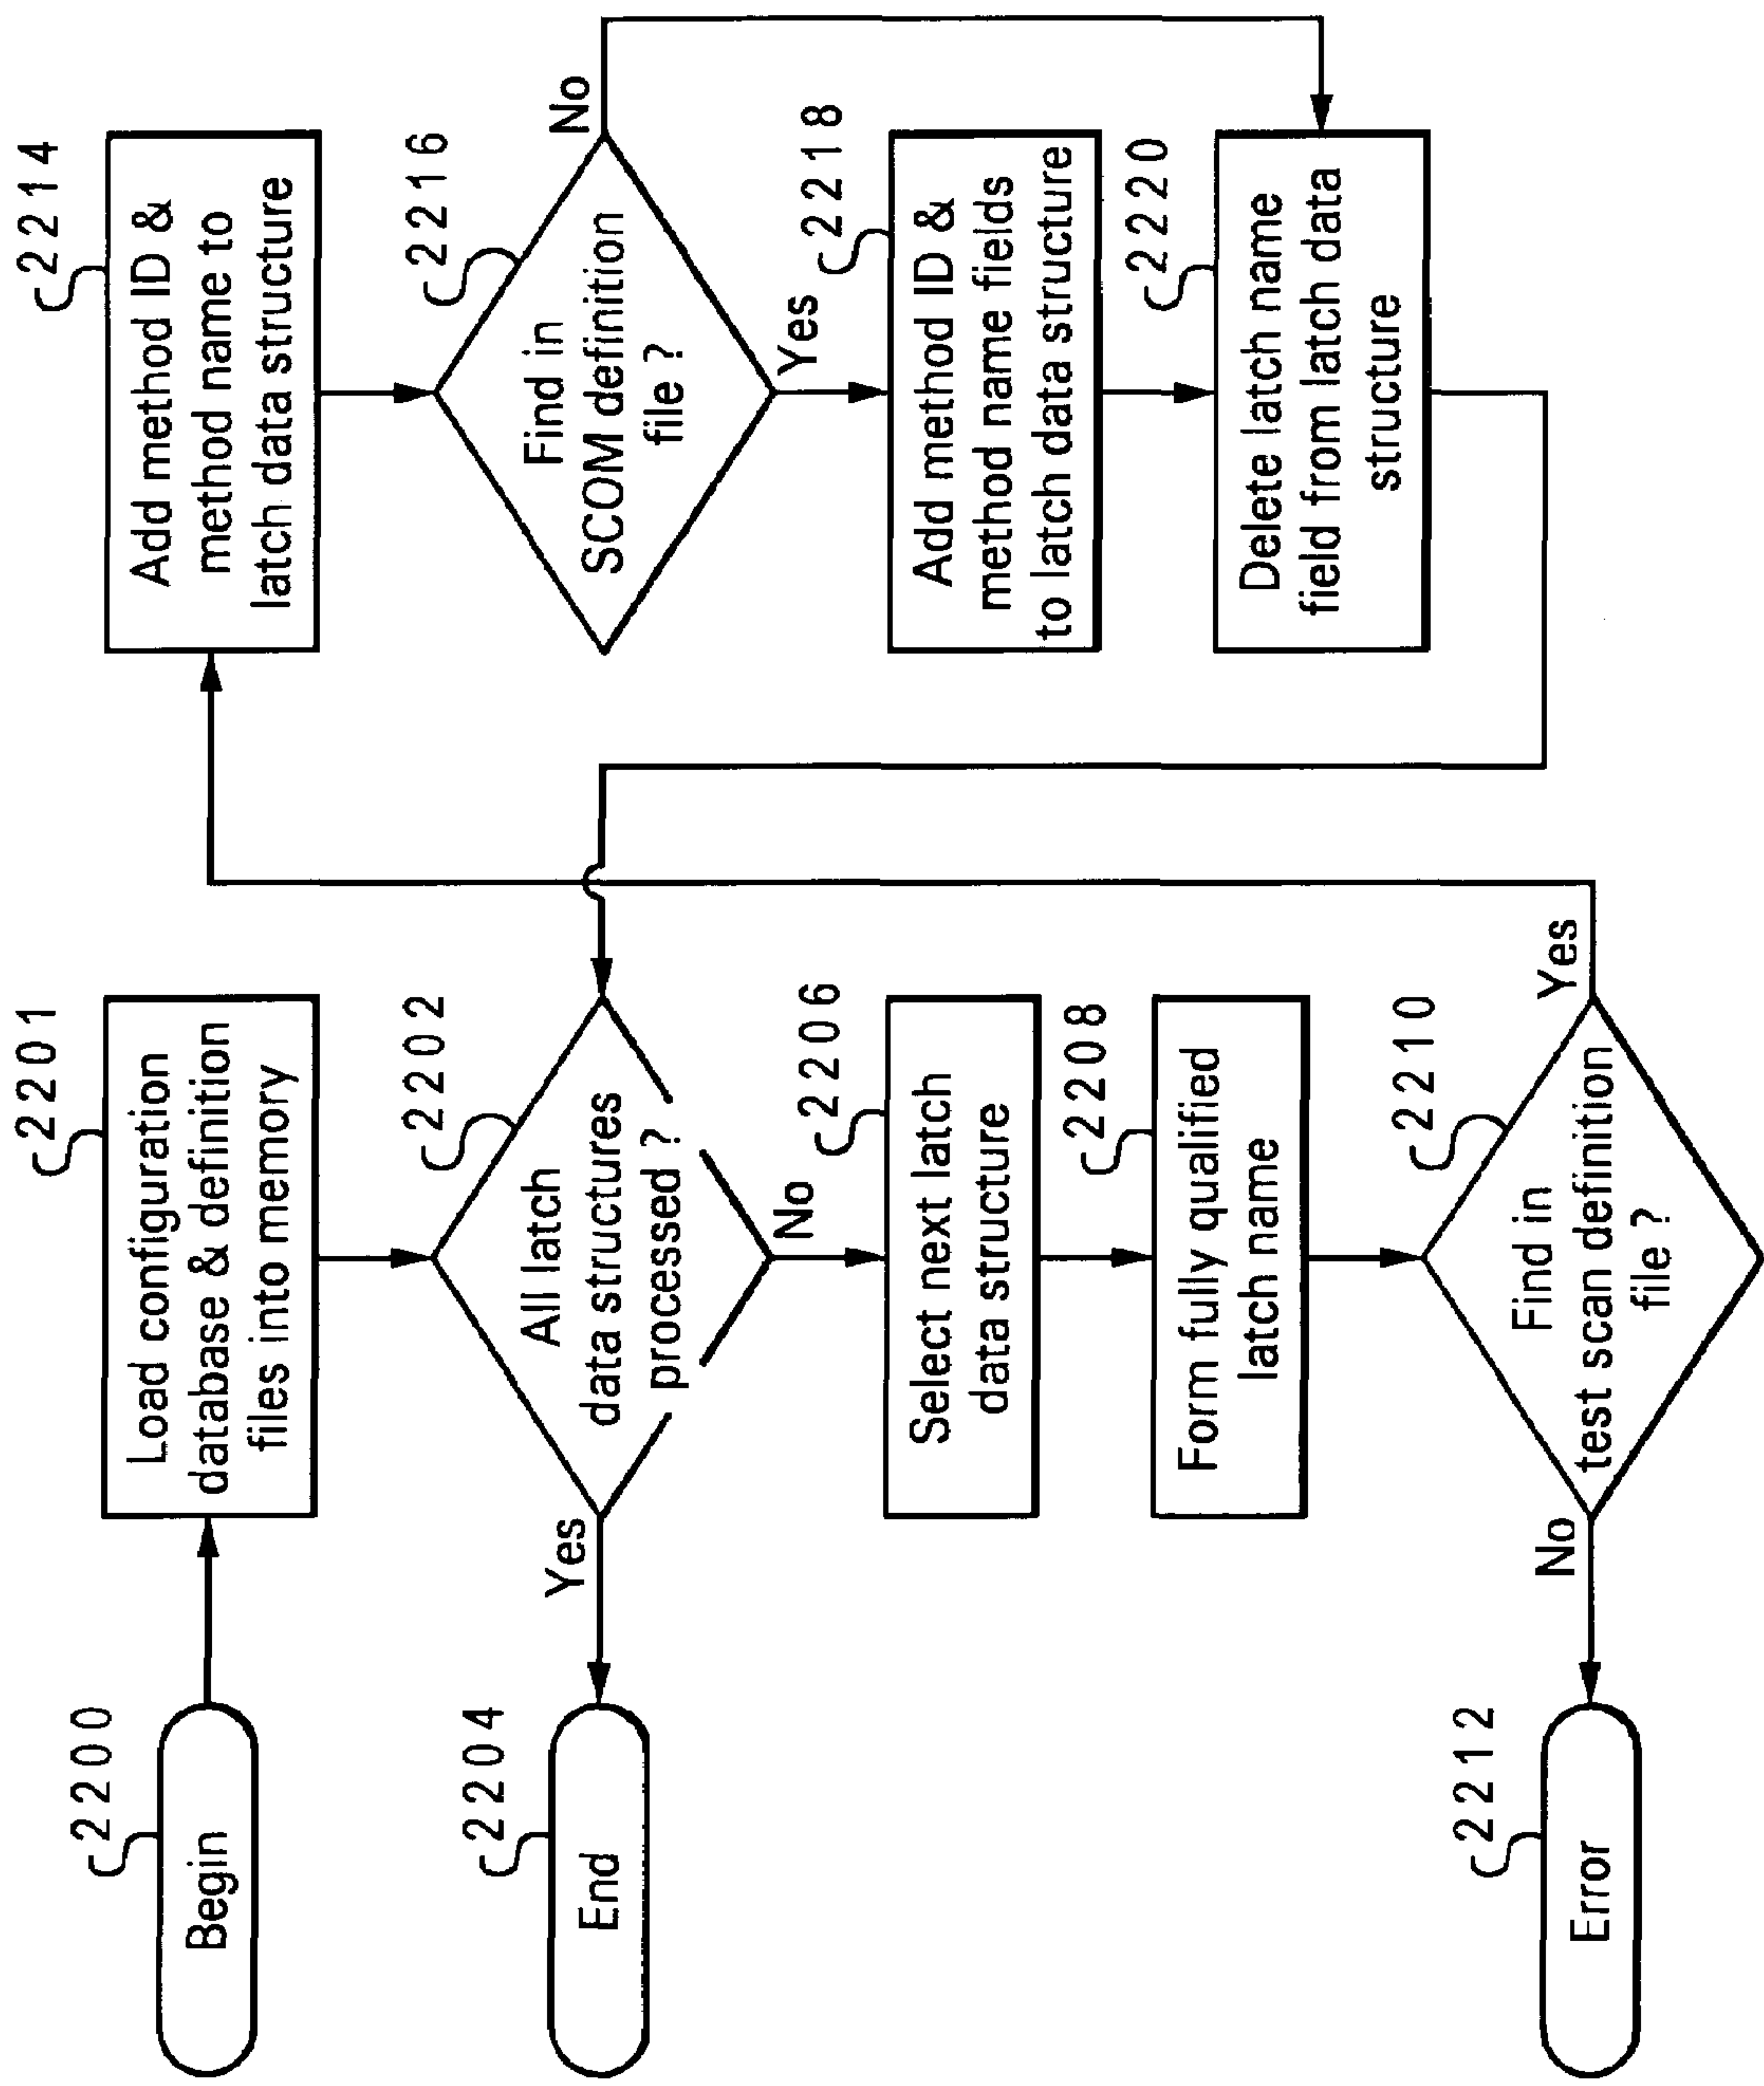 2200
Begin
2201
Load configuration
database & definition
files into memory
2202
All latch
data structures
processed ?
Yes
No
2204
End
2206
Select next latch
data structure
2208
Form fully qualified
latch name
2210
Find in
test scan definition
file ?
No
Yes
2212
Error
2214
Add method ID &
method name to
latch data structure
2216
Find in
SCOM definition
file ?
No
Yes
2218
Add method ID &
method name fields
to latch data structure
2220
Delete latch name
field from latch data
structure